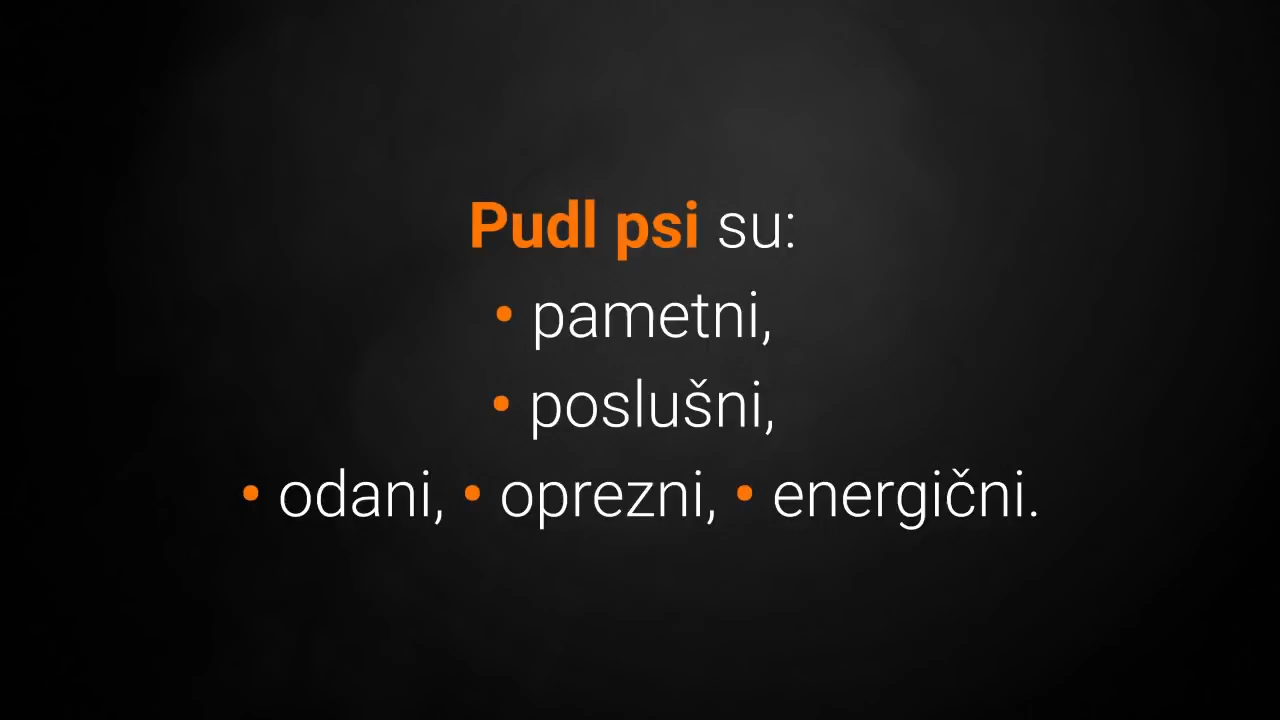 Pudl psi su:
• pametni,
• poslušni,
• odani, • oprezni, • energični.